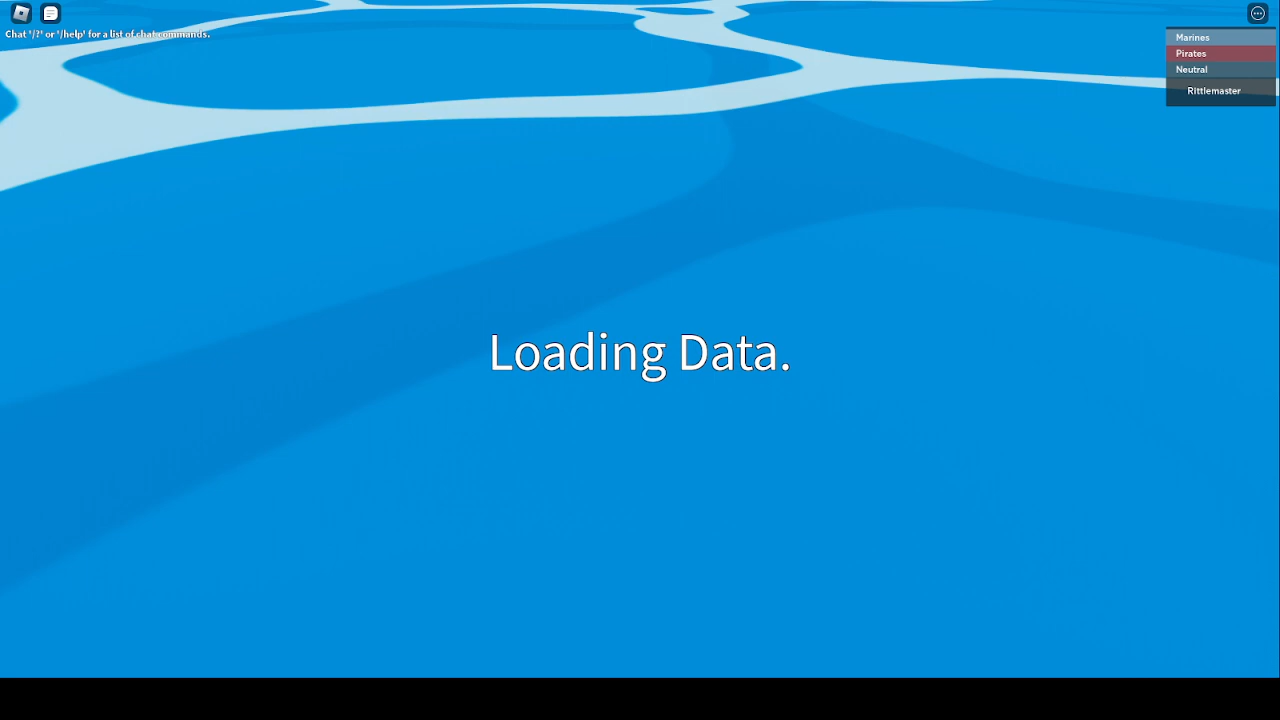 Chat '/?' or '/help' for a list of chat commands.
Marines
Pirates
Neutral
Rittlemaster
Loading Data.